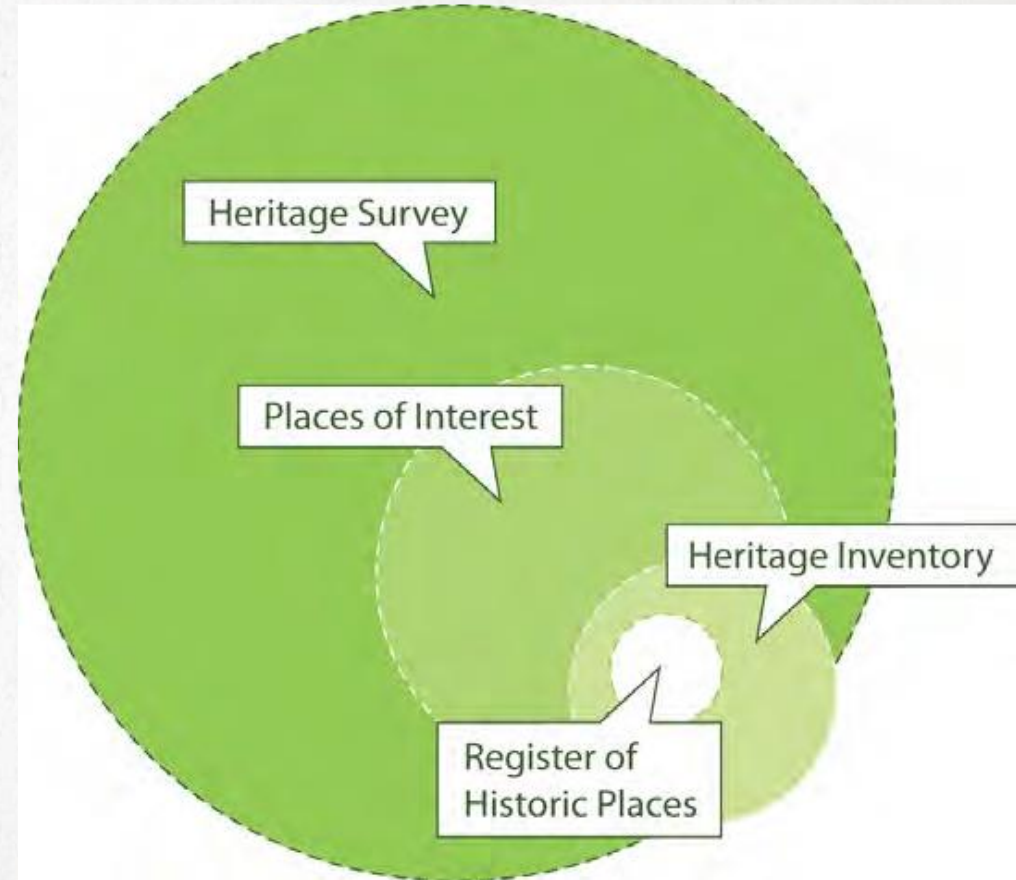 Heritage Survey
Places of Interest
Heritage Inventory
Register of
Historic Places